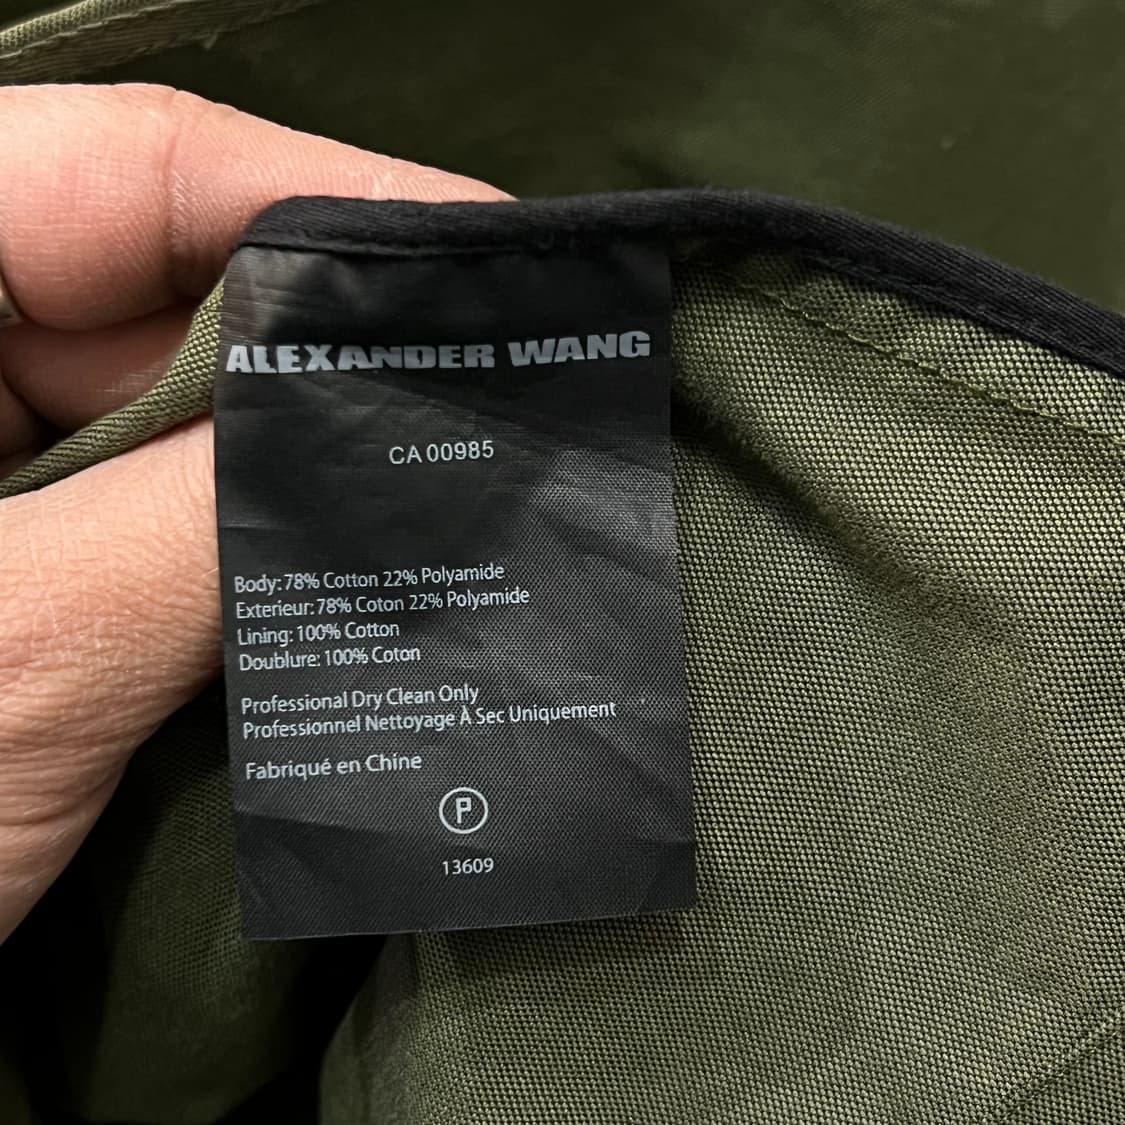 ALEXANDER WANG
CA 00985
Body: 78% Cotton 22% Polyamide
Exterieur: 78% Coton 22% Polyamide
Lining: 100% Cotton
Doublure: 100% Coton
Professional Dry Clean Only
Professionnel Nettoyage À Sec Uniquement
Fabriqué en Chine
P
13609